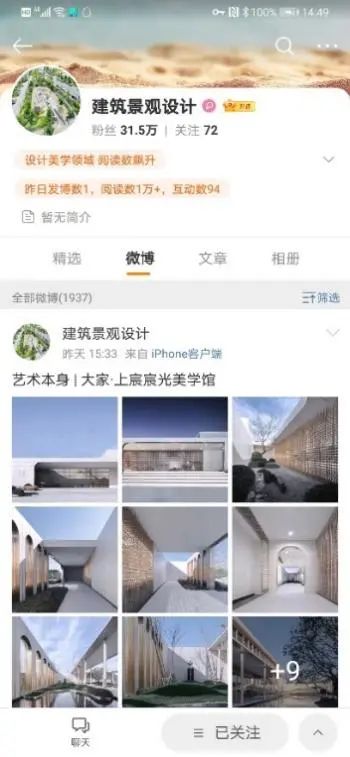 HD 100% 14:49
建筑景观设计
粉丝 31.5万 | 关注 72
设计美学领域 阅读数飙升
昨日发博数1，阅读数1万+，互动数94
暂无简介
精选 微博 文章 相册
全部微博(1937) 筛选
建筑景观设计
昨天 15:33 来自 iPhone客户端
艺术本身 | 大家·上宸宸光美学馆
+9
聊天 已关注